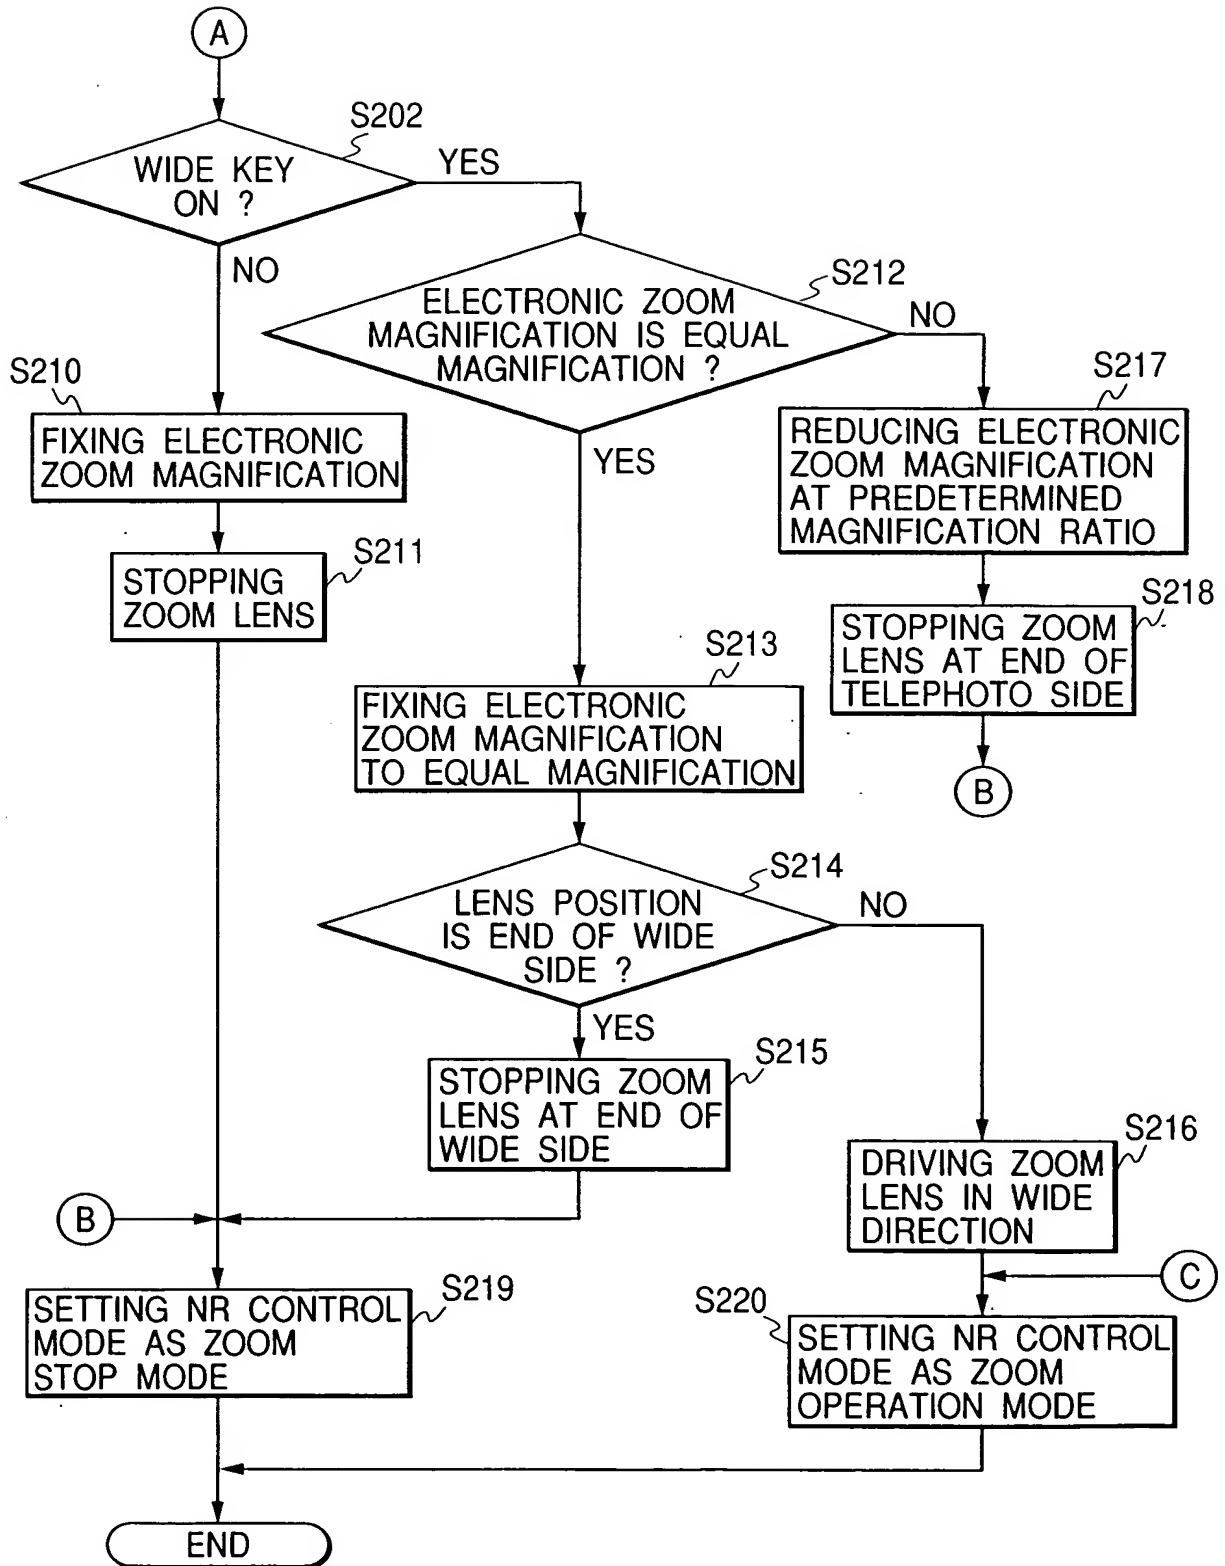 A
S202
WIDE KEY
ON ?
YES
NO
S212
ELECTRONIC ZOOM
MAGNIFICATION IS EQUAL
MAGNIFICATION ?
NO
YES
S210
FIXING ELECTRONIC
ZOOM MAGNIFICATION
S217
REDUCING ELECTRONIC
ZOOM MAGNIFICATION
AT PREDETERMINED
MAGNIFICATION RATIO
S211
STOPPING
ZOOM LENS
S218
STOPPING ZOOM
LENS AT END OF
TELEPHOTO SIDE
B
S213
FIXING ELECTRONIC
ZOOM MAGNIFICATION
TO EQUAL MAGNIFICATION
S214
LENS POSITION
IS END OF WIDE
SIDE ?
NO
YES
S215
STOPPING ZOOM
LENS AT END OF
WIDE SIDE
S216
DRIVING ZOOM
LENS IN WIDE
DIRECTION
B
C
S219
SETTING NR CONTROL
MODE AS ZOOM
STOP MODE
S220
SETTING NR CONTROL
MODE AS ZOOM
OPERATION MODE
END